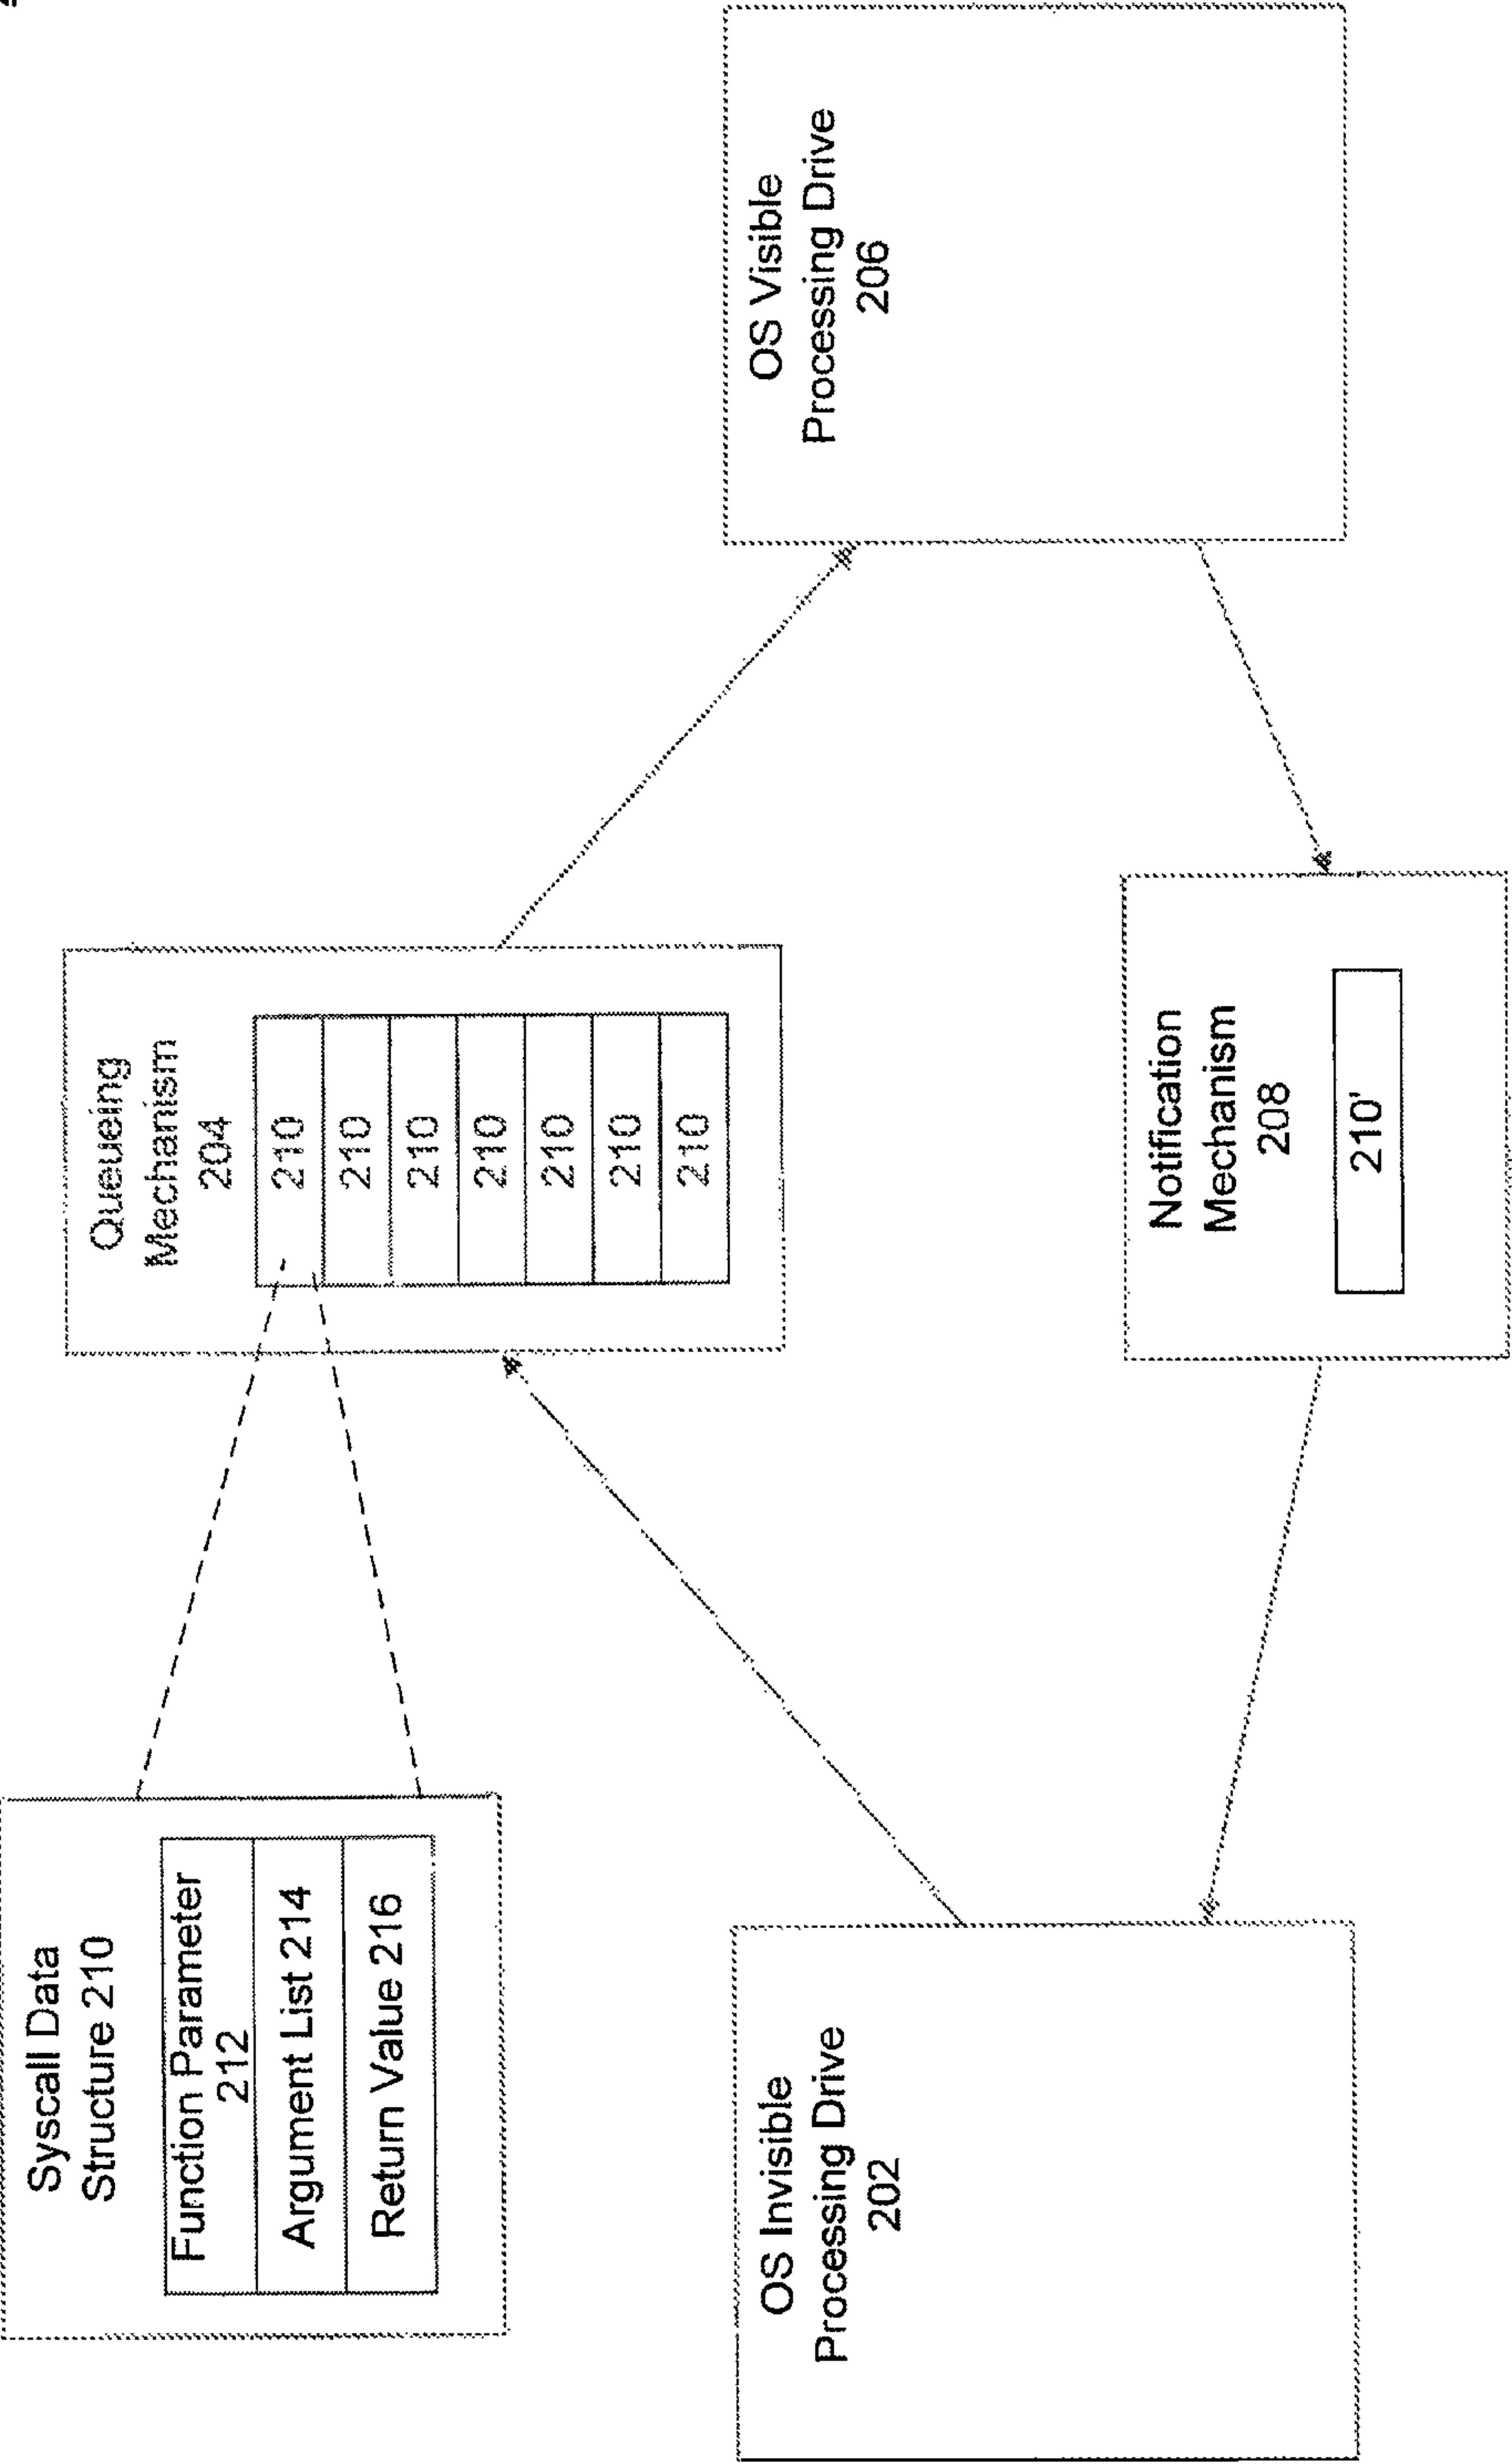 Syscall Data
Structure 210
Function Parameter
212
Argument List 214
Return Value 216
Queueing
Mechanism
204
210
210
210
210
210
210
210
OS Invisible
Processing Drive
202
OS Visible
Processing Drive
206
Notification
Mechanism
208
210'